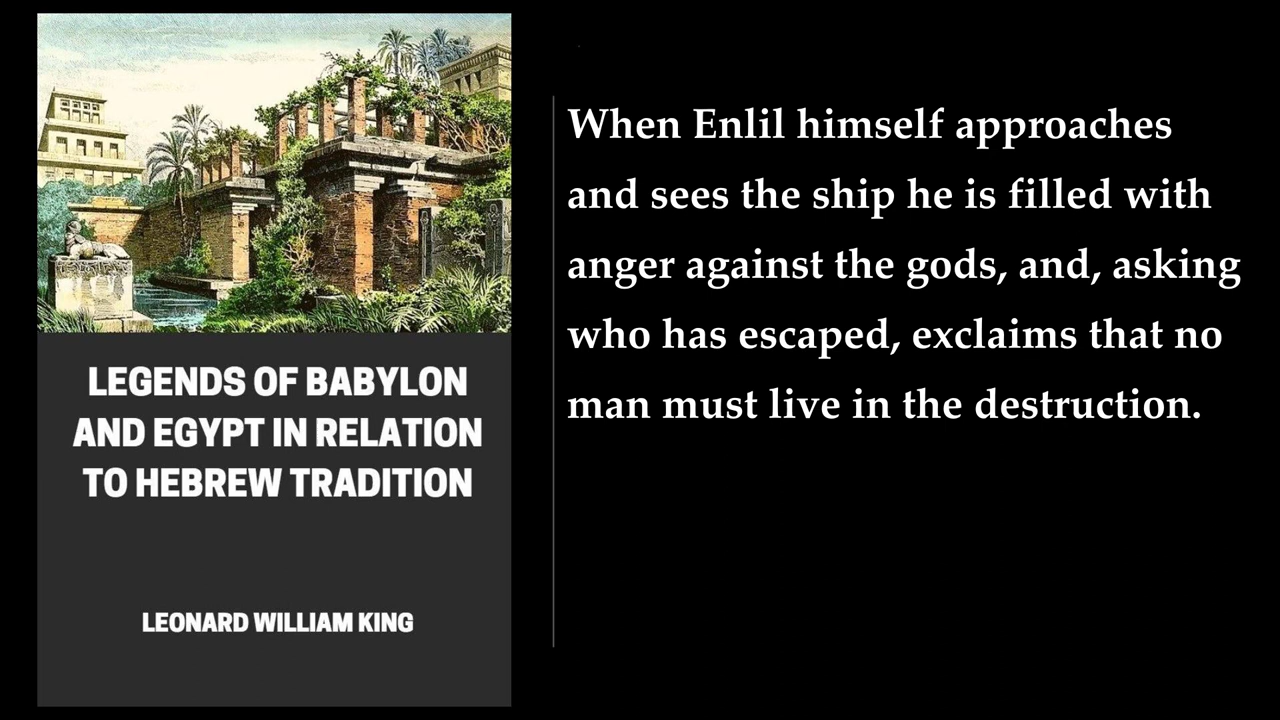 LEGENDS OF BABYLON
AND EGYPT IN RELATION
TO HEBREW TRADITION
LEONARD WILLIAM KING
When Enlil himself approaches
and sees the ship he is filled with
anger against the gods, and, asking
who has escaped, exclaims that no
man must live in the destruction.